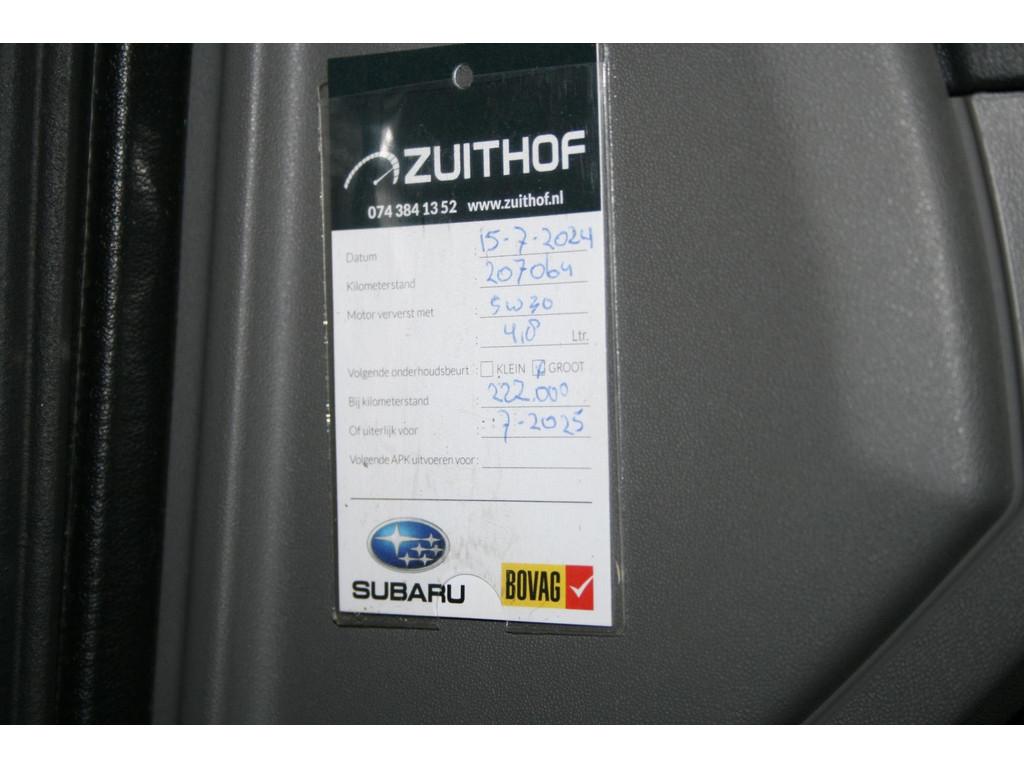 ZUITHOF
074 384 13 52 www.zuithof.nl
Datum : 15-7-2024
Kilometerstand : 207064
Motor ververst met : 5w30
: 4,8 Ltr.
Volgende onderhoudsbeurt : KLEIN GROOT
Bij kilometerstand : 222.000
Of uiterlijk voor : 7-2025
Volgende APK uitvoeren voor:
SUBARU
BOVAG